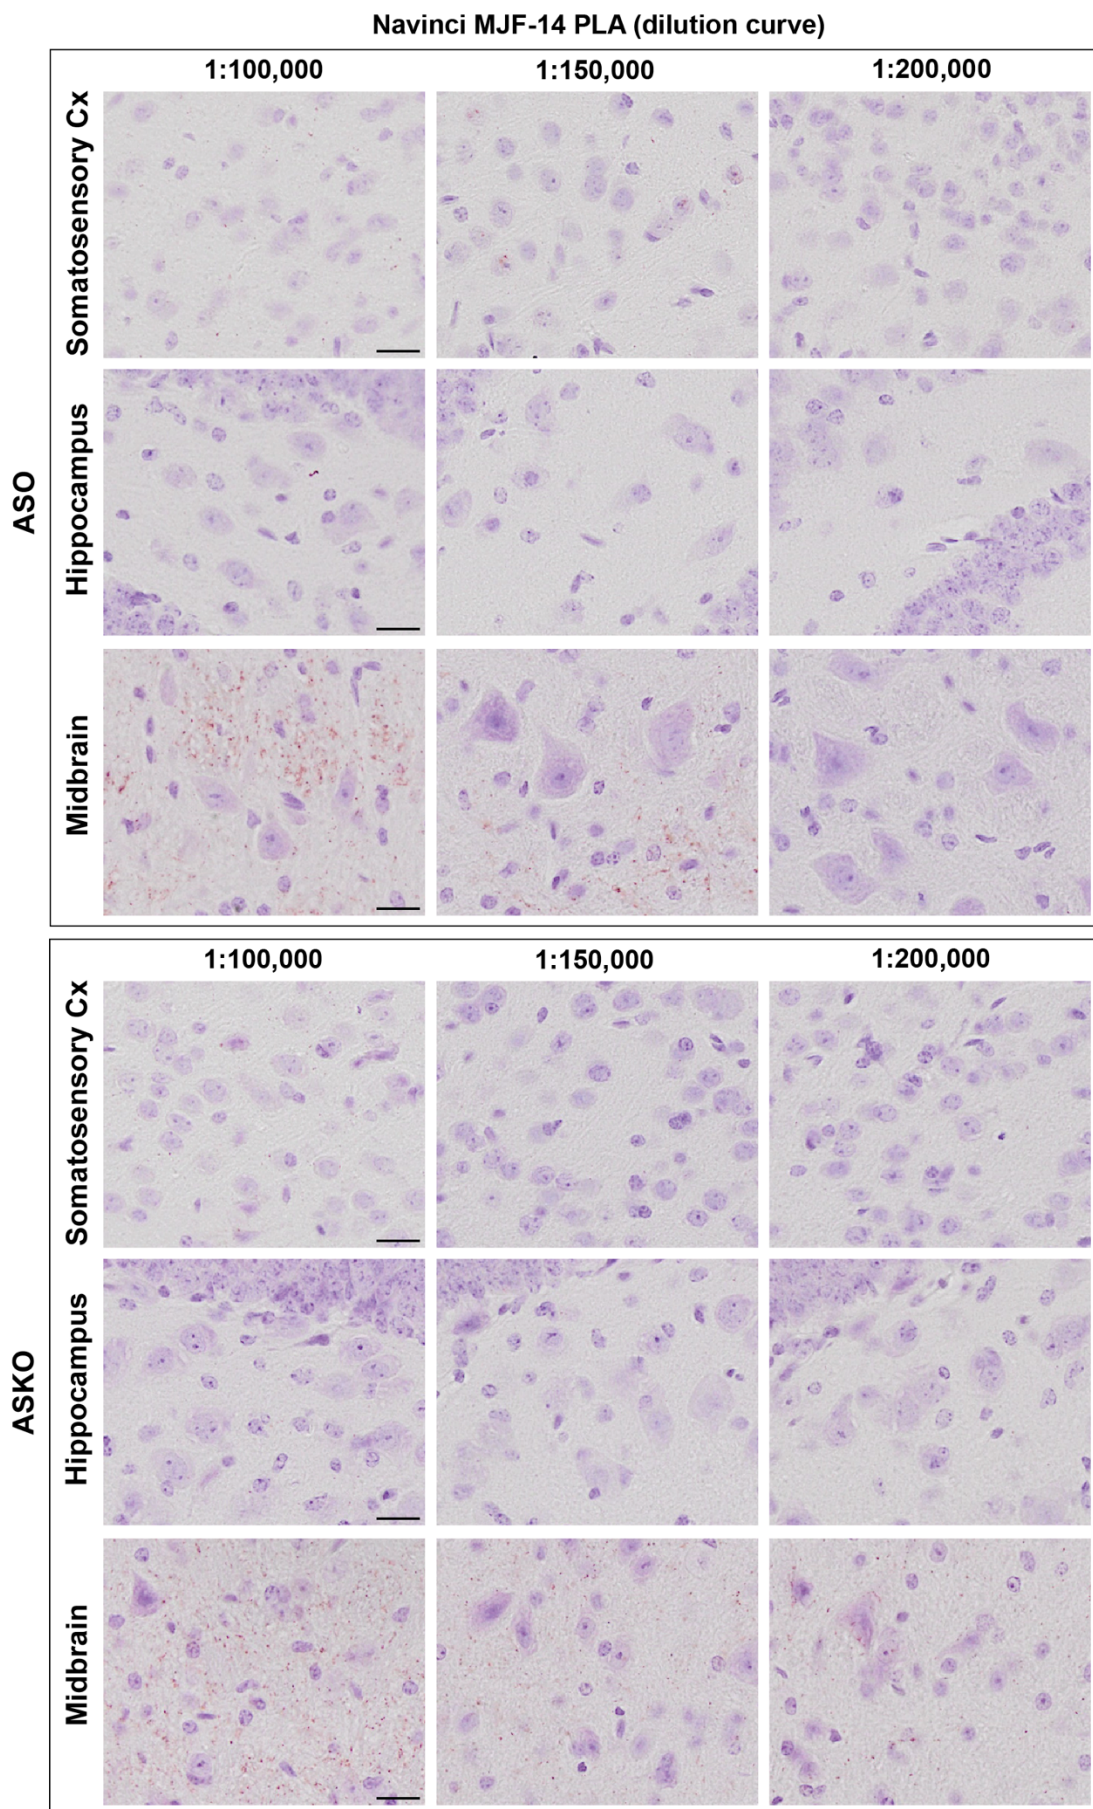 Navinci MJF-14 PLA (dilution curve)
ASO
1:100,000 1:150,000 1:200,000
Somatosensory Cx
Hippocampus
Midbrain
ASKO
1:100,000 1:150,000 1:200,000
Somatosensory Cx
Hippocampus
Midbrain